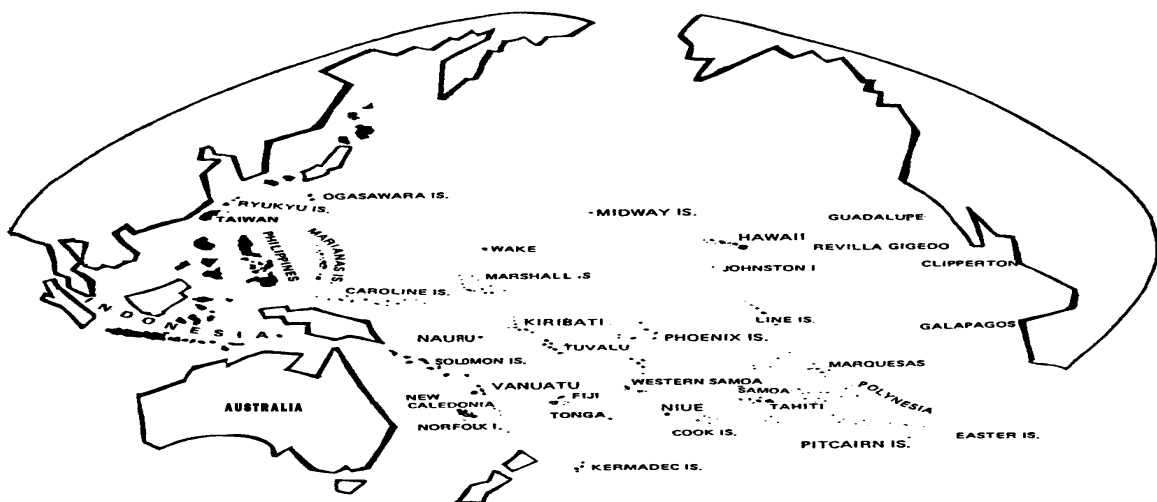 OGASAWARA IS.
RYUKYU IS.
TAIWAN
MIDWAY IS.
GUADALUPE
PHILIPPINES
MARIANAS IS.
WAKE
HAWAII
REVILLA GIGEDO
MARSHALL IS
JOHNSTON I
CLIPPERTON
CAROLINE IS.
INDONESIA
KIRIBATI
LINE IS.
GALAPAGOS
NAURU
TUVALU
PHOENIX IS.
SOLOMON IS.
MARQUESAS
VANUATU
WESTERN SAMOA
SAMOA
POLYNESIA
NEW
CALEDONIA
FIJI
AUSTRALIA
TONGA
NIUE
TAHITI
NORFOLK I.
COOK IS.
PITCAIRN IS.
EASTER IS.
KERMADEC IS.